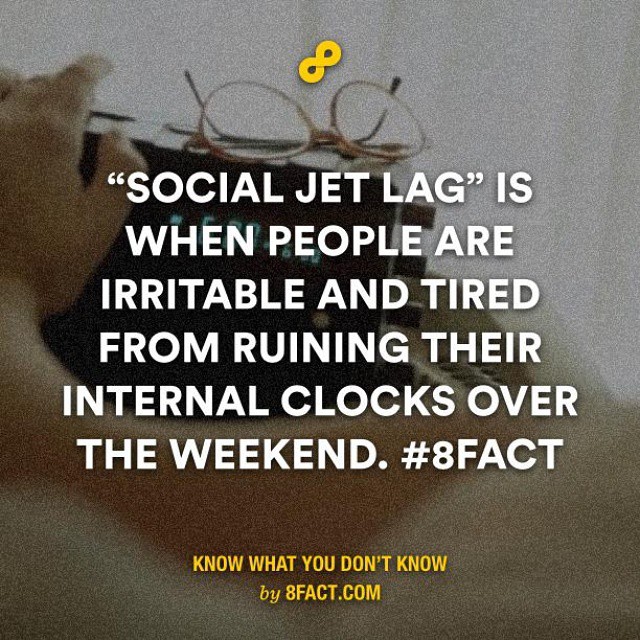 “SOCIAL JET LAG” IS
WHEN PEOPLE ARE
IRRITABLE AND TIRED
FROM RUINING THEIR
INTERNAL CLOCKS OVER
THE WEEKEND. #8FACT
KNOW WHAT YOU DON’T KNOW
by 8FACT.COM